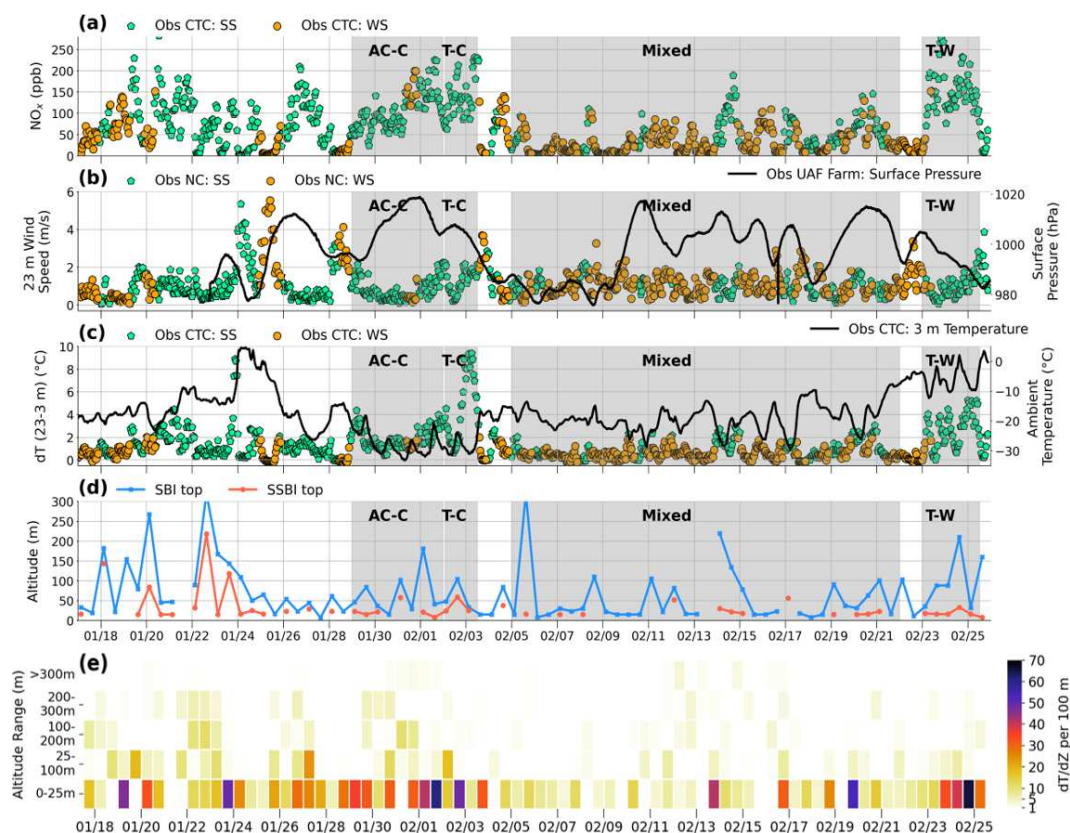 (a)
Obs CTC: SS
Obs CTC: WS
250
200
150
100
50
0
NOx (ppb)
AC-C
T-C
Mixed
T-W
(b)
Obs NC: SS
Obs NC: WS
Obs UAF Farm: Surface Pressure
6
4
2
0
23 m Wind
Speed (m/s)
AC-C
T-C
Mixed
T-W
1020
1000
980
Surface
Pressure (hPa)
(c)
Obs CTC: SS
Obs CTC: WS
Obs CTC: 3 m Temperature
10
8
6
4
2
0
dT (23-3 m) (°C)
AC-C
T-C
Mixed
T-W
0
−10
−20
−30
Ambient
Temperature (°C)
(d)
SBI top
SSBI top
300
250
200
150
100
50
0
Altitude (m)
AC-C
T-C
Mixed
T-W
01/18 01/20 01/22 01/24 01/26 01/28 01/30 02/01 02/03 02/05 02/07 02/09 02/11 02/13 02/15 02/17 02/19 02/21 02/23 02/25
(e)
Altitude Range (m)
>300m
200-
300m
100-
200m
25-
100m
0-25m
01/18 01/20 01/22 01/24 01/26 01/28 01/30 02/01 02/03 02/05 02/07 02/09 02/11 02/13 02/15 02/17 02/19 02/21 02/23 02/25
70
60
50
40
30
20
10
5
1
dT/dZ per 100 m